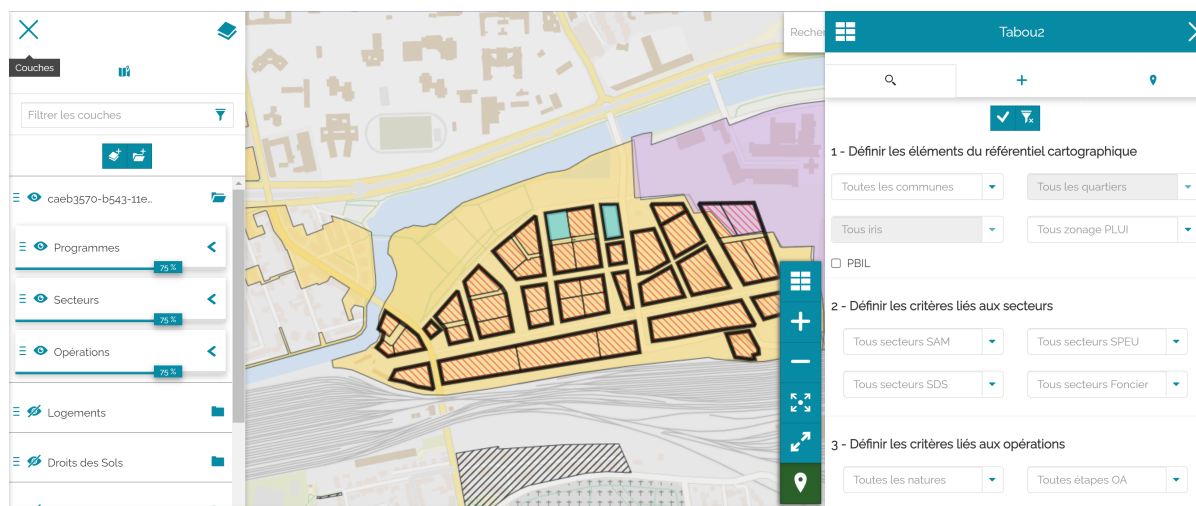 Couches
Filtrer les couches
caeb3570-b543-11e...
Programmes
75 %
Secteurs
75 %
Opérations
75 %
Logements
Droits des Sols
Recher
Tabou2
1 - Définir les éléments du référentiel cartographique
Toutes les communes
Tous les quartiers
Tous iris
Tous zonage PLUI
PBIL
2 - Définir les critères liés aux secteurs
Tous secteurs SAM
Tous secteurs SPEU
Tous secteurs SDS
Tous secteurs Foncier
3 - Définir les critères liés aux opérations
Toutes les natures
Toutes étapes OA